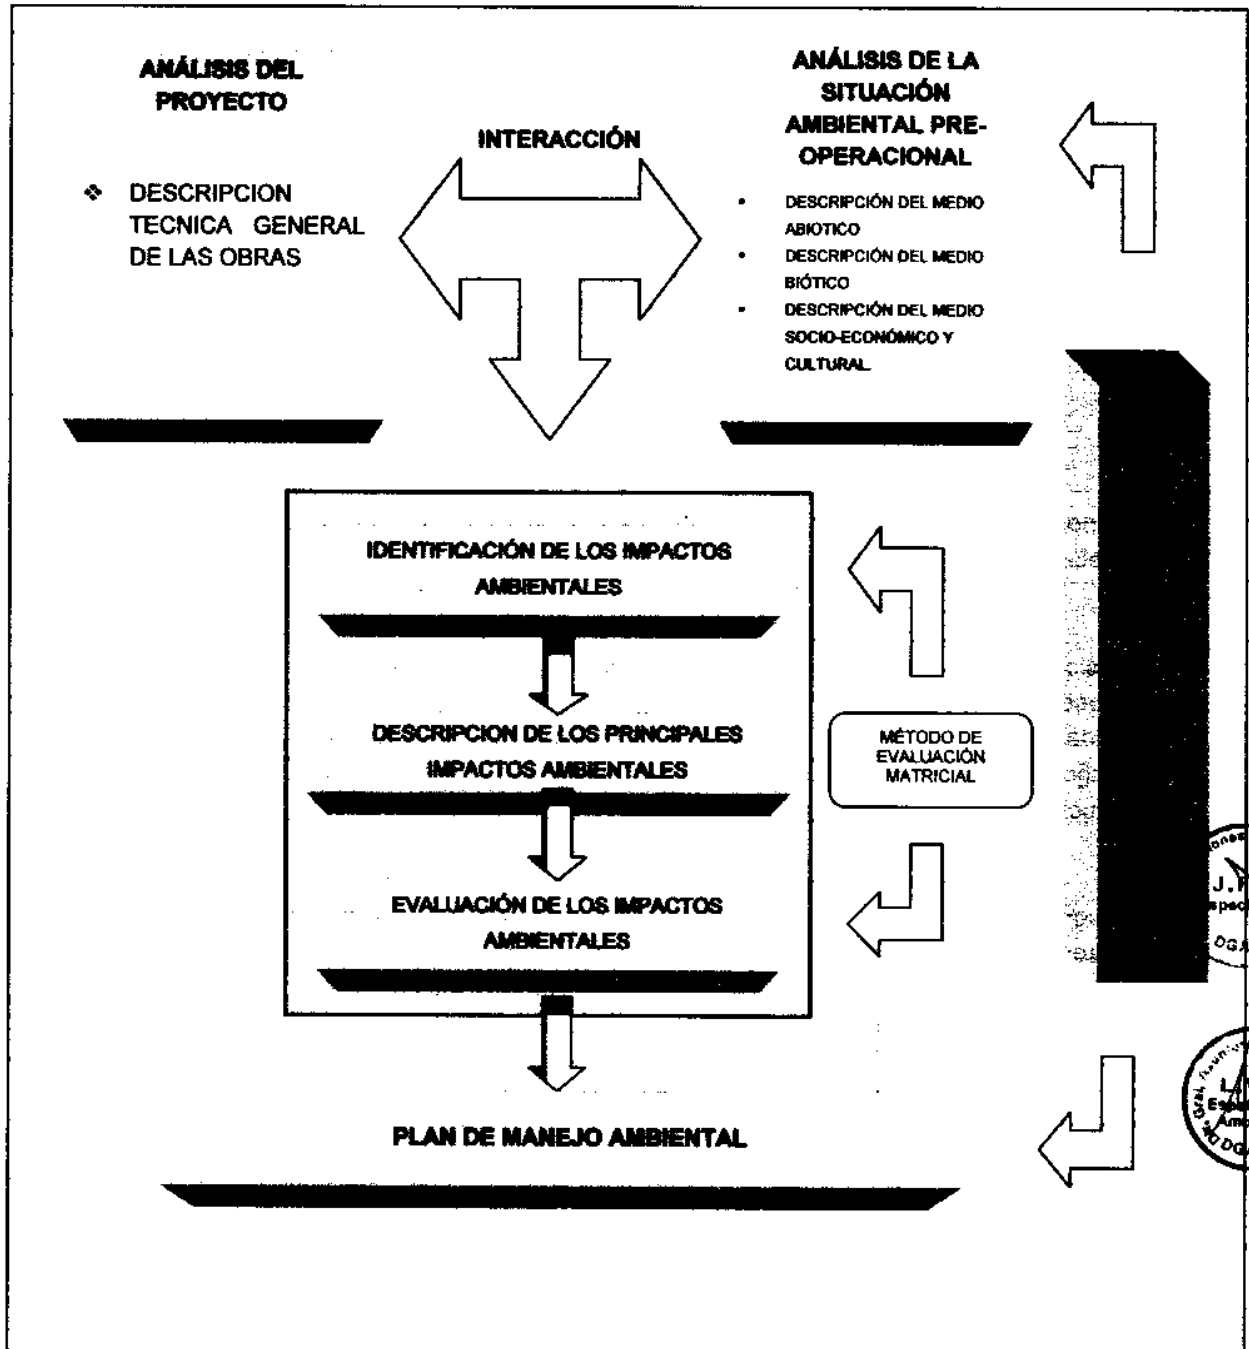 ANÁLISIS DEL
PROYECTO
❖ DESCRIPCION
TECNICA GENERAL
DE LAS OBRAS
INTERACCIÓN
ANÁLISIS DE LA
SITUACIÓN
AMBIENTAL PRE-
OPERACIONAL
• DESCRIPCIÓN DEL MEDIO
ABIOTICO
• DESCRIPCIÓN DEL MEDIO
BIÓTICO
• DESCRIPCIÓN DEL MEDIO
SOCIO-ECONÓMICO Y
CULTURAL
IDENTIFICACIÓN DE LOS IMPACTOS
AMBIENTALES
DESCRIPCION DE LOS PRINCIPALES
IMPACTOS AMBIENTALES
MÉTODO DE
EVALUACIÓN
MATRICIAL
EVALUACIÓN DE LOS IMPACTOS
AMBIENTALES
PLAN DE MANEJO AMBIENTAL